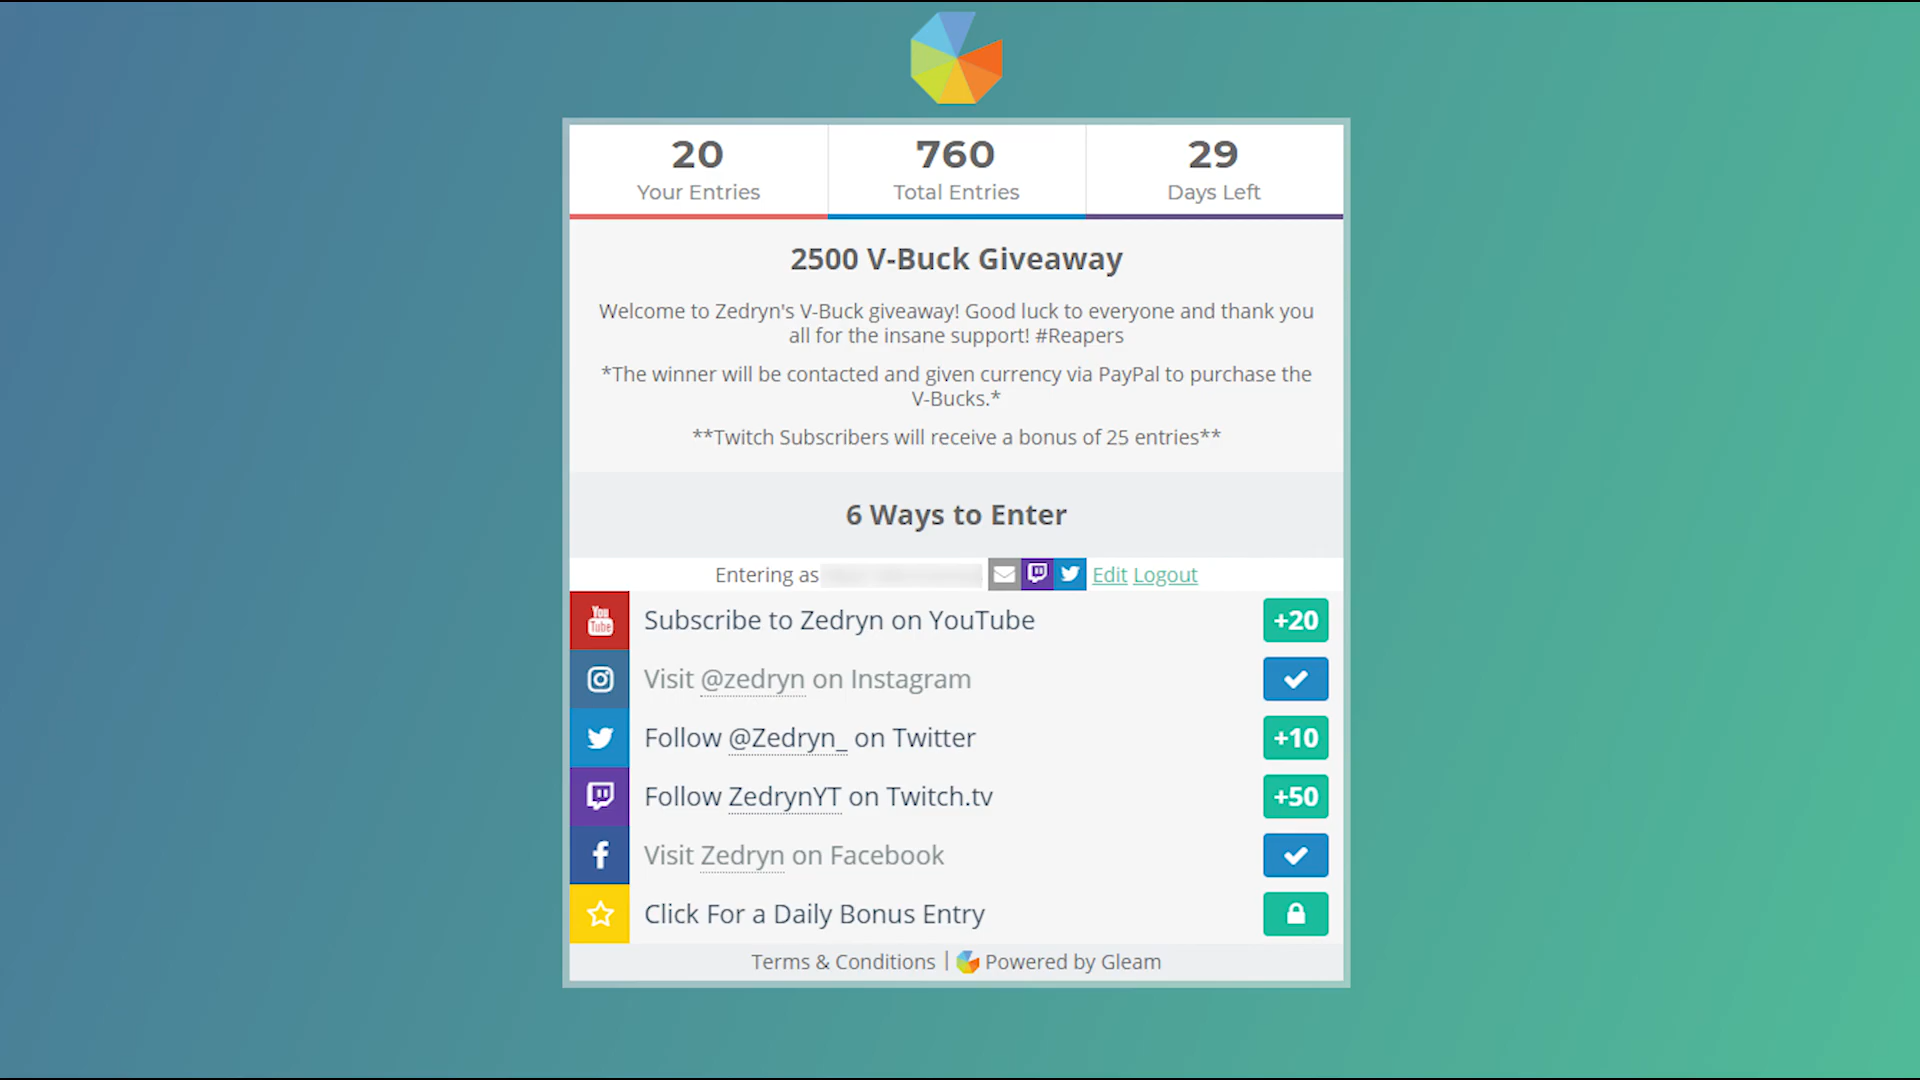 20
Your Entries
760
Total Entries
29
Days Left
2500 V-Buck Giveaway
Welcome to Zedryn's V-Buck giveaway! Good luck to everyone and thank you
all for the insane support! #Reapers
*The winner will be contacted and given currency via PayPal to purchase the
V-Bucks.*
**Twitch Subscribers will receive a bonus of 25 entries**
6 Ways to Enter
Entering as Edit Logout
You Tube Subscribe to Zedryn on YouTube +20
Visit @zedryn on Instagram
Follow @Zedryn_ on Twitter +10
Follow ZedrynYT on Twitch.tv +50
Visit Zedryn on Facebook
Click For a Daily Bonus Entry
Terms & Conditions | Powered by Gleam